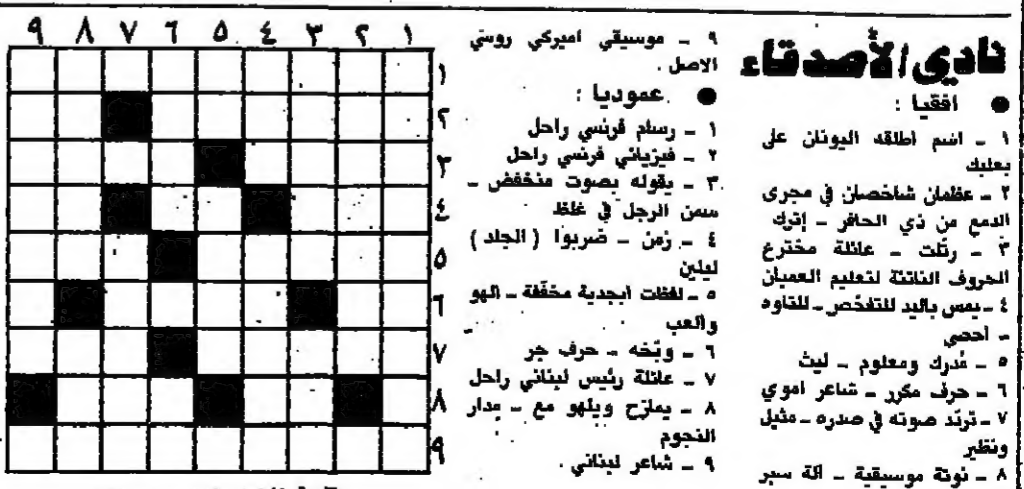 نادي الأصدقاء
● افقيا :
١ - اسم اطلقه اليونان على
بعلبك
٢ - عظمان شاخصان في مجرى
الدمع من ذي الحافر - إترك
٣ - رتّلت - عائلة مخترع
الحروف الناتئة لتعليم العميان
٤ - يمس باليد للتفحّص - للتاوه
- احصي
٥ - مُدرك ومعلوم - ليث
٦ - حرف مكرر - شاعر اموي
٧ - تردّد صوته في صدره - مثيل
ونظير
٨ - نوتة موسيقية - آلة سبر
٩ - موسيقي اميركي روسي
الاصل .
● عموديا :
١ - رسام فرنسي راحل
٢ - فيزيائي فرنسي راحل
٣ - يقوله بصوت منخفض -
سمن الرجل في غلظ
٤ - زمن - ضربوا ( الجلد )
ليلين
٥ - لفظات ابجدية مخفّفة - الهو
والعب
٦ - وبّخه - حرف جر
٧ - عائلة رئيس لبناني راحل
٨ - يمازح ويلهو مع - مدار
النجوم
٩ - شاعر لبناني .
٩ ٨ ٧ ٦ ٥ ٤ ٣ ٢ ١
١
٢
٣
٤
٥
٦
٧
٨
٩